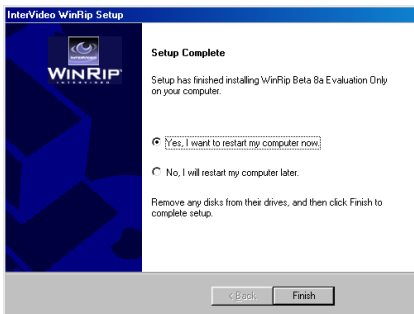 InterVideo WinRip Setup
InterVideo
WINRIP
INTERVIDEO
Setup Complete
Setup has finished installing WinRip Beta 8a Evaluation Only
on your computer.
Yes, I want to restart my computer now.
No, I will restart my computer later.
Remove any disks from their drives, and then click Finish to
complete setup.
< Back
Finish